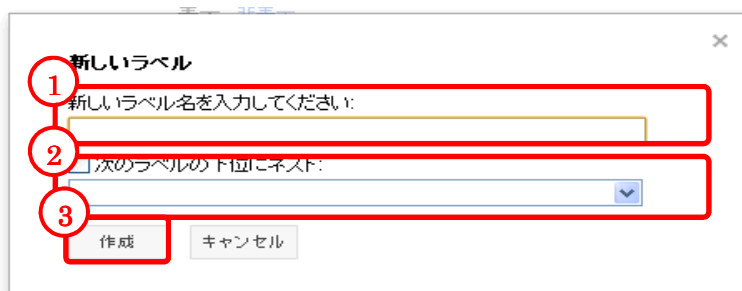 新しいラベル
×
1
新しいラベル名を入力してください:
2
次のラベルの下位にネスト:
3
作成
キャンセル